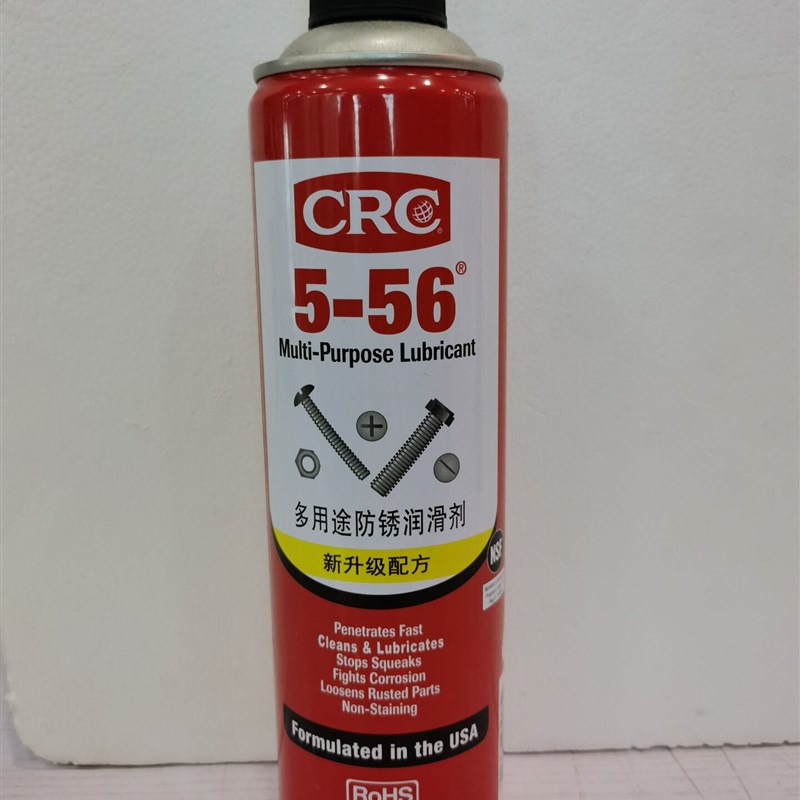 CRC®
5-56®
Multi-Purpose Lubricant
多用途防锈润滑剂
新升级配方
NSF
Penetrates Fast
Cleans & Lubricates
Stops Squeaks
Fights Corrosion
Loosens Rusted Parts
Non-Staining
Formulated in the USA
RoHS